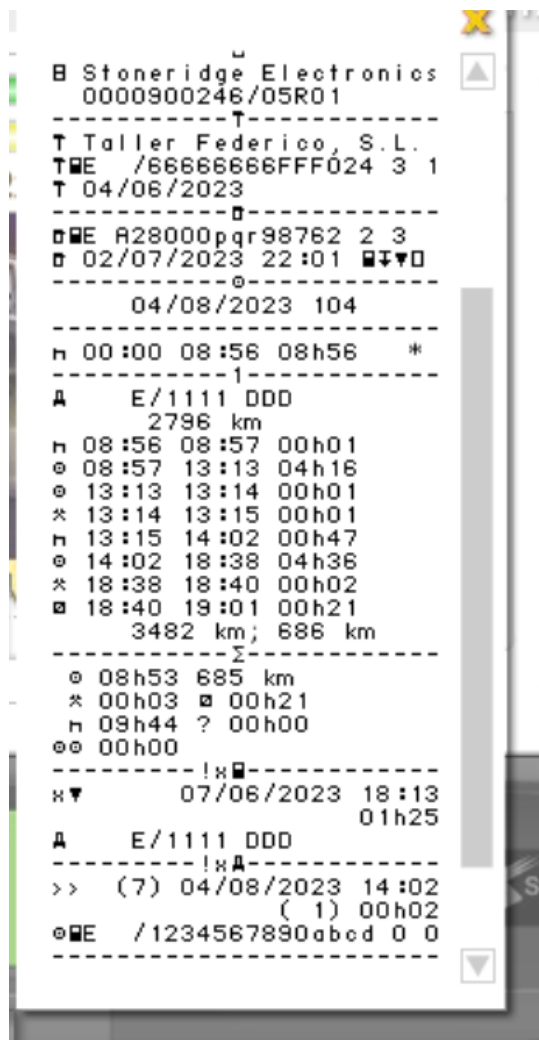 Stoneridge Electronics
0000900246/05R01
------------T------------
T Taller Federico, S.L.
T E /66666666FFF024 3 1
T 04/06/2023
E A28000pqr98762 2 3
02/07/2023 22:01
04/08/2023 104
h 00:00 08:56 08h56 *
------------1------------
E/1111 DDD
2796 km
h 08:56 08:57 00h01
⊙ 08:57 13:13 04h16
⊙ 13:13 13:14 00h01
⚒ 13:14 13:15 00h01
h 13:15 14:02 00h47
⊙ 14:02 18:38 04h36
⚒ 18:38 18:40 00h02
⧄ 18:40 19:01 00h21
3482 km; 686 km
------------Σ------------
⊙ 08h53 685 km
⚒ 00h03 ⧄ 00h21
h 09h44 ? 00h00
⊙⊙ 00h00
---------!x▮------------
x▼ 07/06/2023 18:13
01h25
E/1111 DDD
---------!x------------
>> (7) 04/08/2023 14:02
( 1) 00h02
⊙▮E /1234567890abcd 0 0